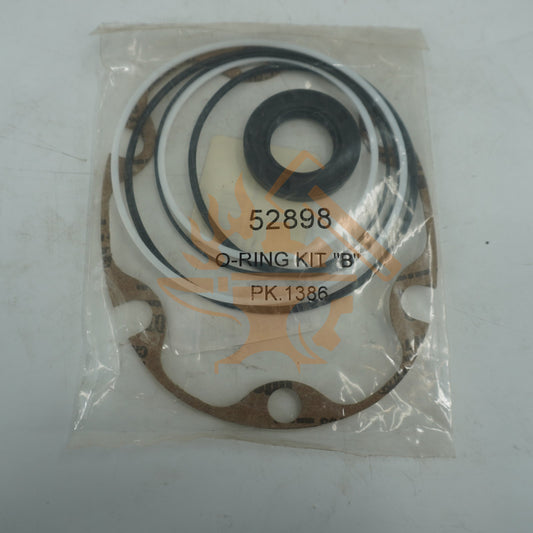 52898
O-RING KIT "B"
PK.1386